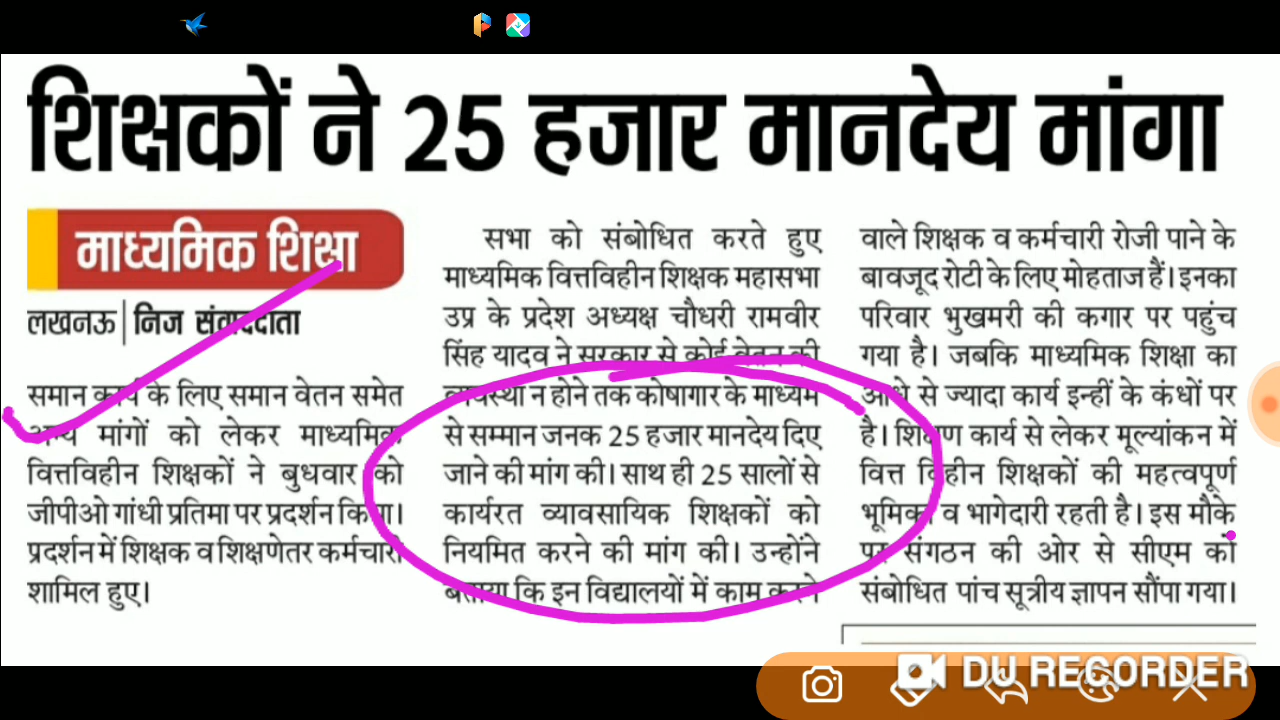 शिक्षकों ने 25 हजार मानदेय मांगा
माध्यमिक शिक्षा
लखनऊ | निज संवाददाता
समान कार्य के लिए समान वेतन समेत
अन्य मांगों को लेकर माध्यमिक
वित्तविहीन शिक्षकों ने बुधवार को
जीपीओ गांधी प्रतिमा पर प्रदर्शन किया।
प्रदर्शन में शिक्षक व शिक्षणेतर कर्मचारी
शामिल हुए।
सभा को संबोधित करते हुए
माध्यमिक वित्तविहीन शिक्षक महासभा
उप्र के प्रदेश अध्यक्ष चौधरी रामवीर
सिंह यादव ने सरकार से कोई वेतन की
व्यवस्था न होने तक कोषागार के माध्यम
से सम्मान जनक 25 हजार मानदेय दिए
जाने की मांग की। साथ ही 25 सालों से
कार्यरत व्यावसायिक शिक्षकों को
नियमित करने की मांग की। उन्होंने
बताया कि इन विद्यालयों में काम करने
वाले शिक्षक व कर्मचारी रोजी पाने के
बावजूद रोटी के लिए मोहताज हैं। इनका
परिवार भुखमरी की कगार पर पहुंच
गया है। जबकि माध्यमिक शिक्षा का
आधे से ज्यादा कार्य इन्हीं के कंधों पर
है। शिक्षण कार्य से लेकर मूल्यांकन में
वित्त विहीन शिक्षकों की महत्वपूर्ण
भूमिका व भागेदारी रहती है। इस मौके
पर संगठन की ओर से सीएम को
संबोधित पांच सूत्रीय ज्ञापन सौंपा गया।
DU RECORDER